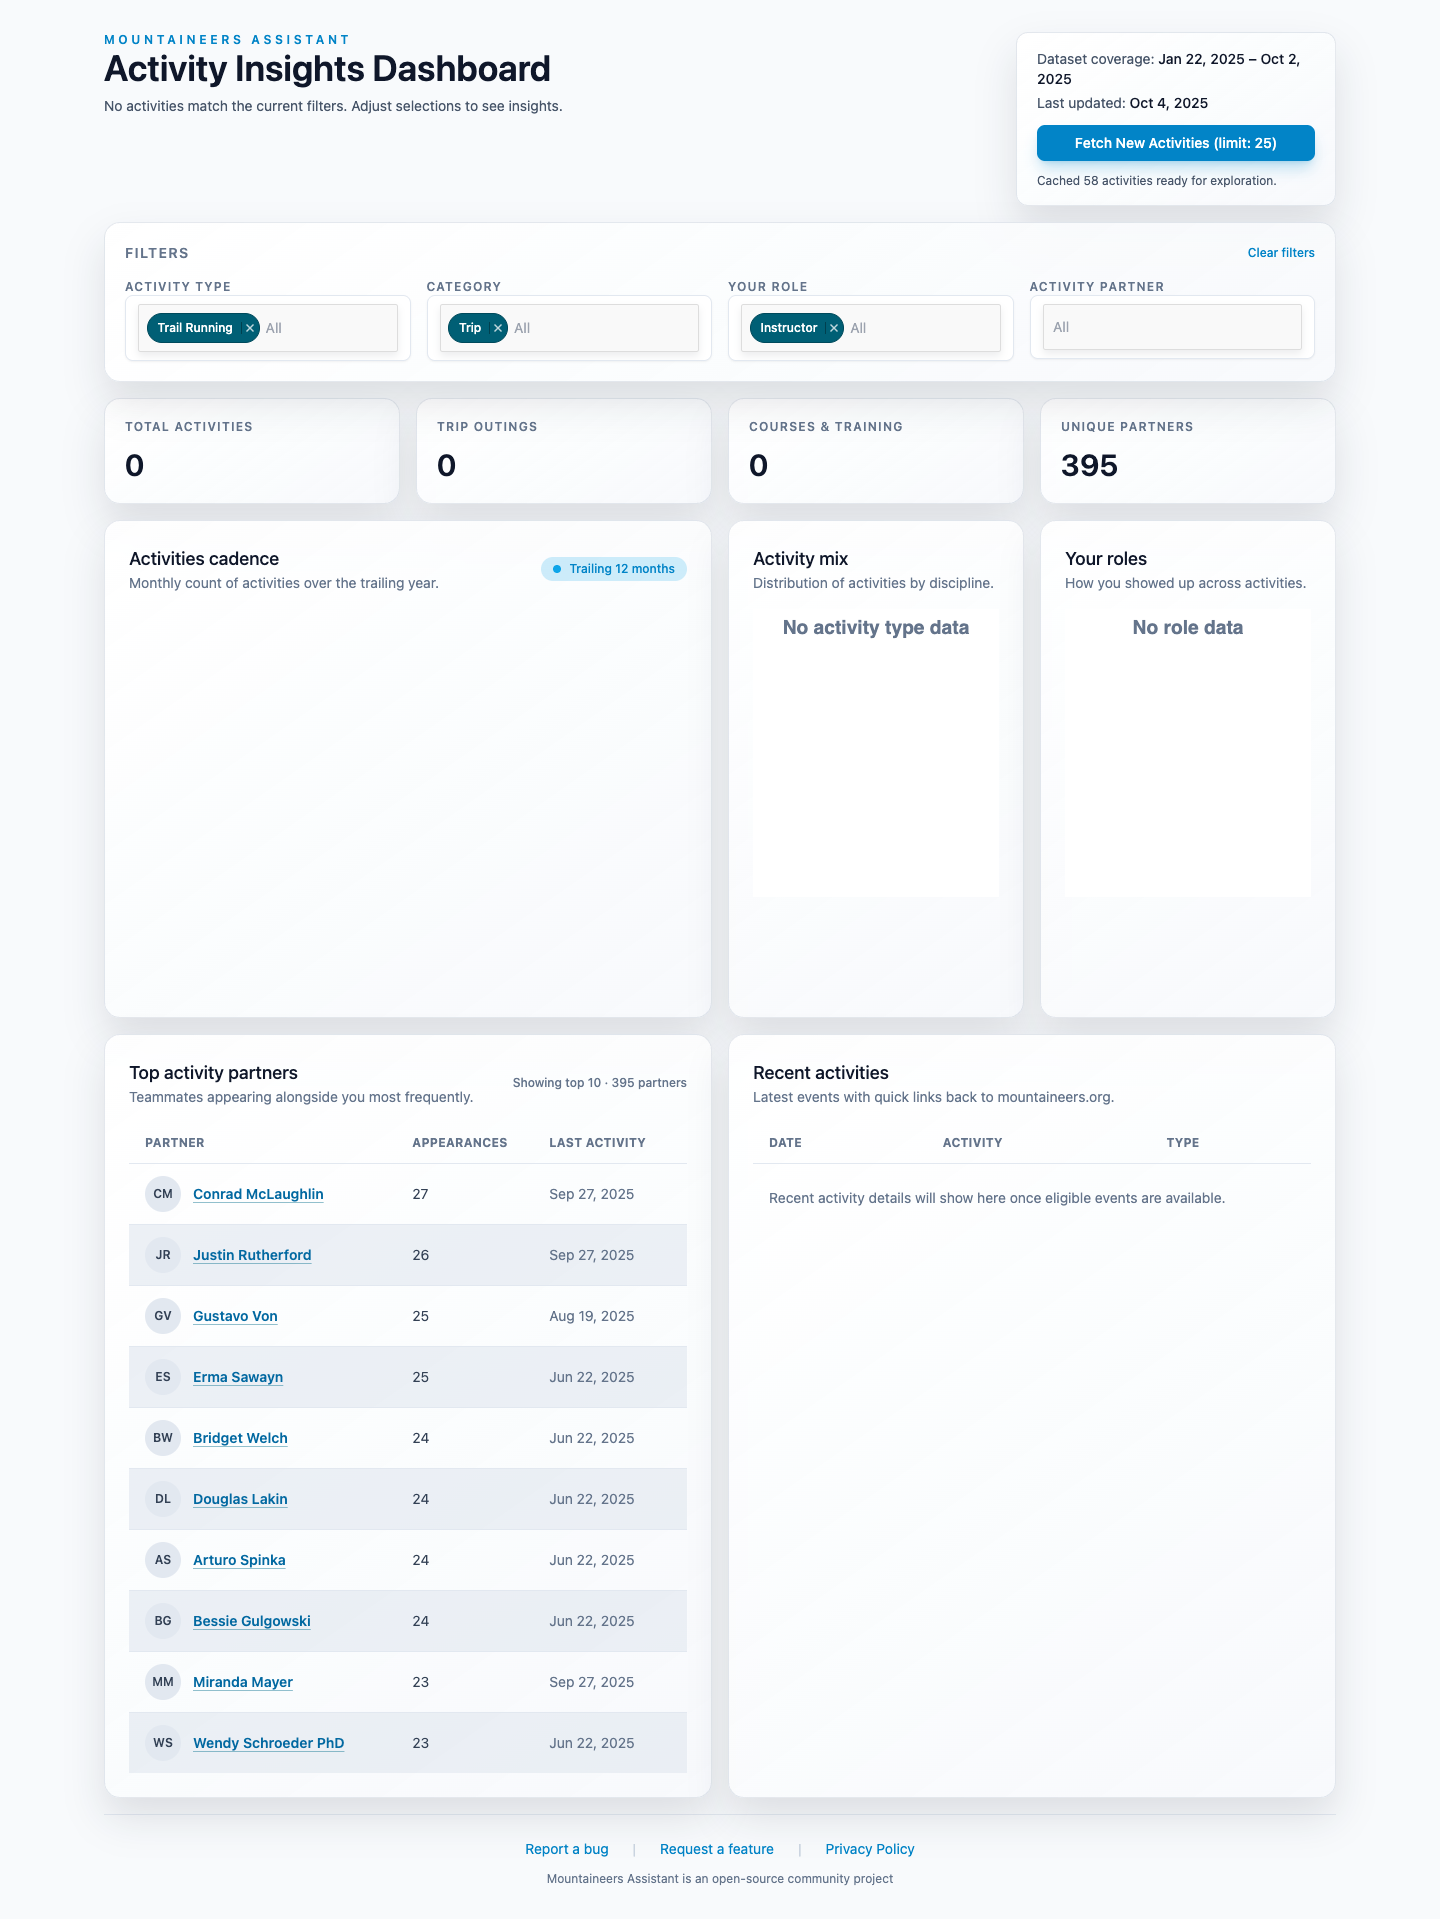 MOUNTAINEERS ASSISTANT
Activity Insights Dashboard
No activities match the current filters. Adjust selections to see insights.
Dataset coverage: Jan 22, 2025 – Oct 2,
2025
Last updated: Oct 4, 2025
Fetch New Activities (limit: 25)
Cached 58 activities ready for exploration.
FILTERS
Clear filters
ACTIVITY TYPE
Trail Running × All
CATEGORY
Trip × All
YOUR ROLE
Instructor × All
ACTIVITY PARTNER
All
TOTAL ACTIVITIES
0
TRIP OUTINGS
0
COURSES & TRAINING
0
UNIQUE PARTNERS
395
Activities cadence
Monthly count of activities over the trailing year.
Trailing 12 months
Activity mix
Distribution of activities by discipline.
No activity type data
Your roles
How you showed up across activities.
No role data
Top activity partners
Teammates appearing alongside you most frequently.
Showing top 10 · 395 partners
PARTNER APPEARANCES LAST ACTIVITY
CM Conrad McLaughlin 27 Sep 27, 2025
JR Justin Rutherford 26 Sep 27, 2025
GV Gustavo Von 25 Aug 19, 2025
ES Erma Sawayn 25 Jun 22, 2025
BW Bridget Welch 24 Jun 22, 2025
DL Douglas Lakin 24 Jun 22, 2025
AS Arturo Spinka 24 Jun 22, 2025
BG Bessie Gulgowski 24 Jun 22, 2025
MM Miranda Mayer 23 Sep 27, 2025
WS Wendy Schroeder PhD 23 Jun 22, 2025
Recent activities
Latest events with quick links back to mountaineers.org.
DATE ACTIVITY TYPE
Recent activity details will show here once eligible events are available.
Report a bug | Request a feature | Privacy Policy
Mountaineers Assistant is an open-source community project